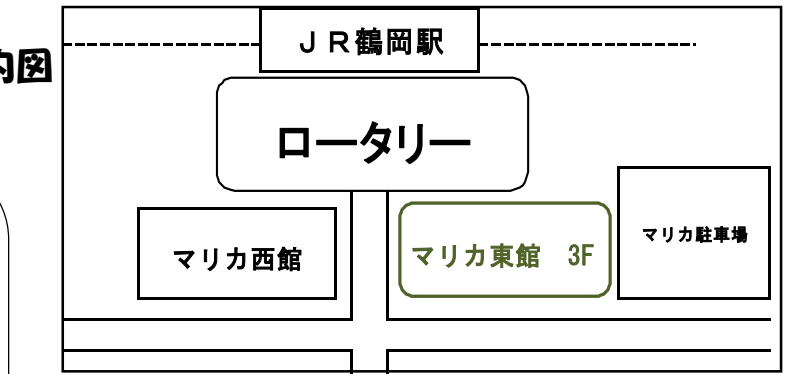 内図
ＪＲ鶴岡駅
ロータリー
マリカ西館
マリカ東館　3F
マリカ駐車場